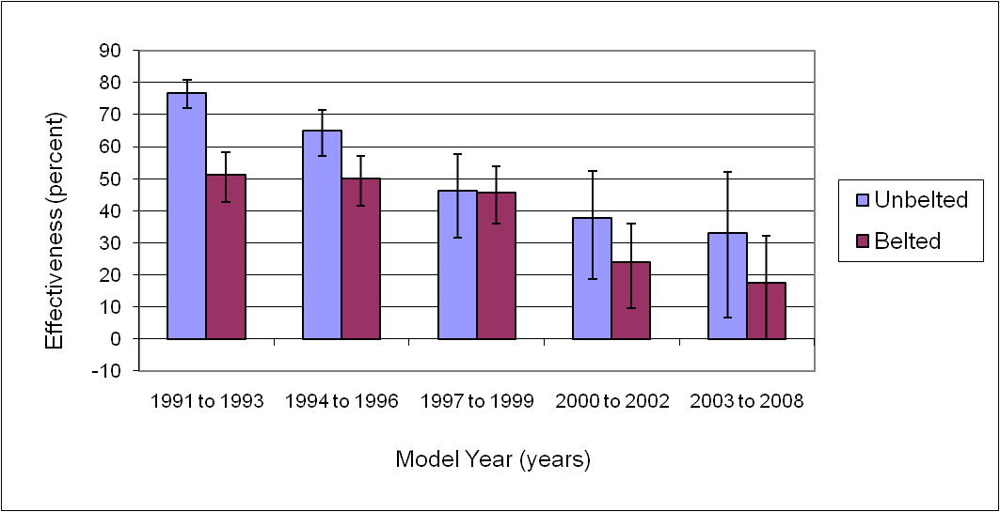 90
80
70
60
50
40
30
20
10
0
-10
Effectiveness (percent)
1991 to 1993
1994 to 1996
1997 to 1999
2000 to 2002
2003 to 2008
Model Year (years)
Unbelted
Belted